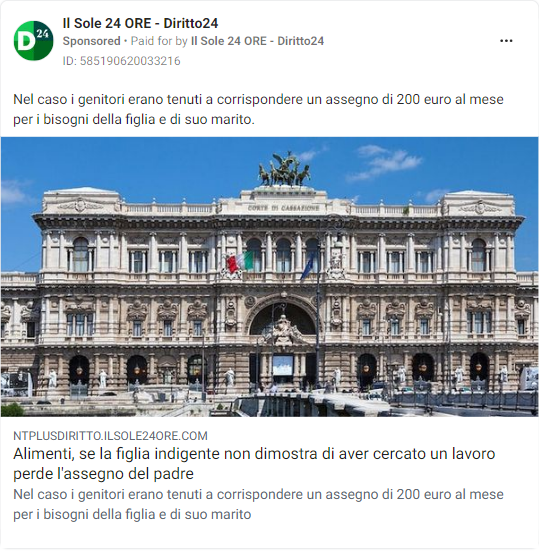 Il Sole 24 ORE - Diritto24
Sponsored • Paid for by Il Sole 24 ORE - Diritto24
ID: 585190620033216
Nel caso i genitori erano tenuti a corrispondere un assegno di 200 euro al mese
per i bisogni della figlia e di suo marito.
D24
CORTE DI CASSAZIONE
NTPLUSDIRITTO.ILSOLE24ORE.COM
Alimenti, se la figlia indigente non dimostra di aver cercato un lavoro
perde l'assegno del padre
Nel caso i genitori erano tenuti a corrispondere un assegno di 200 euro al mese
per i bisogni della figlia e di suo marito